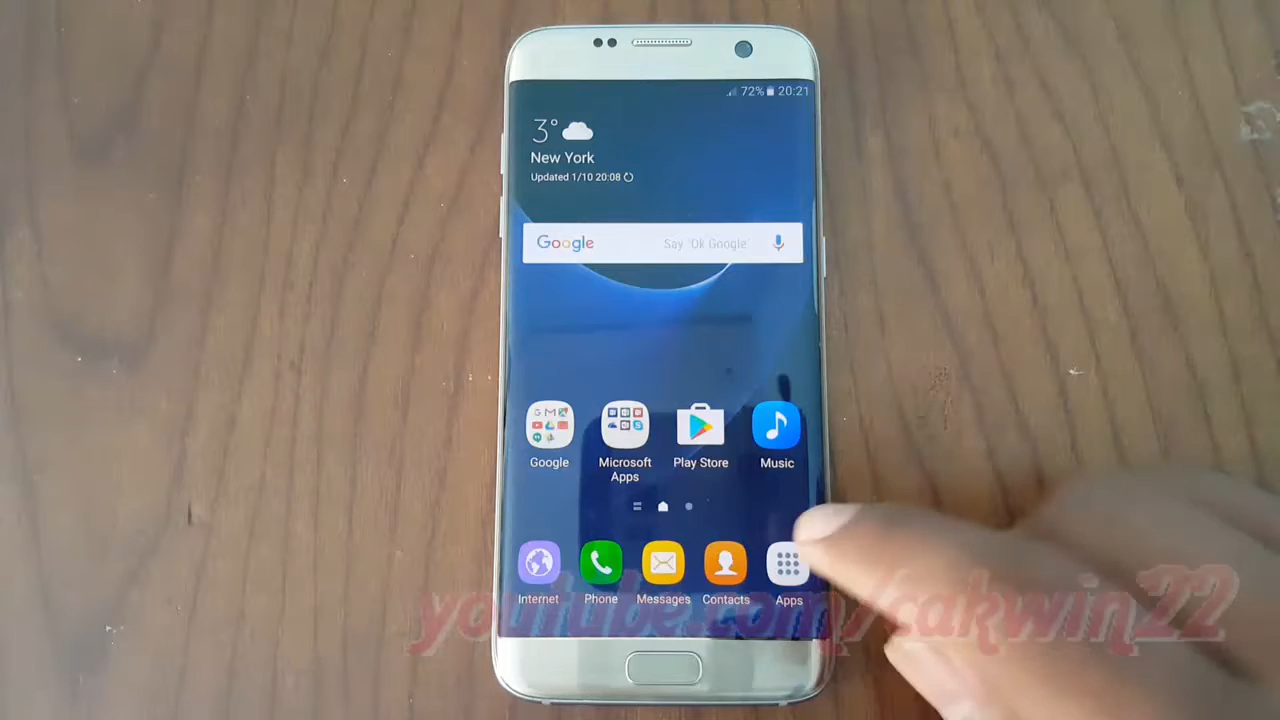 72% 20:21
3°
New York
Updated 1/10 20:08
Google Say 'Ok Google'
Google Microsoft Apps Play Store Music
Internet Phone Messages Contacts Apps
youtube.com/cakwin22